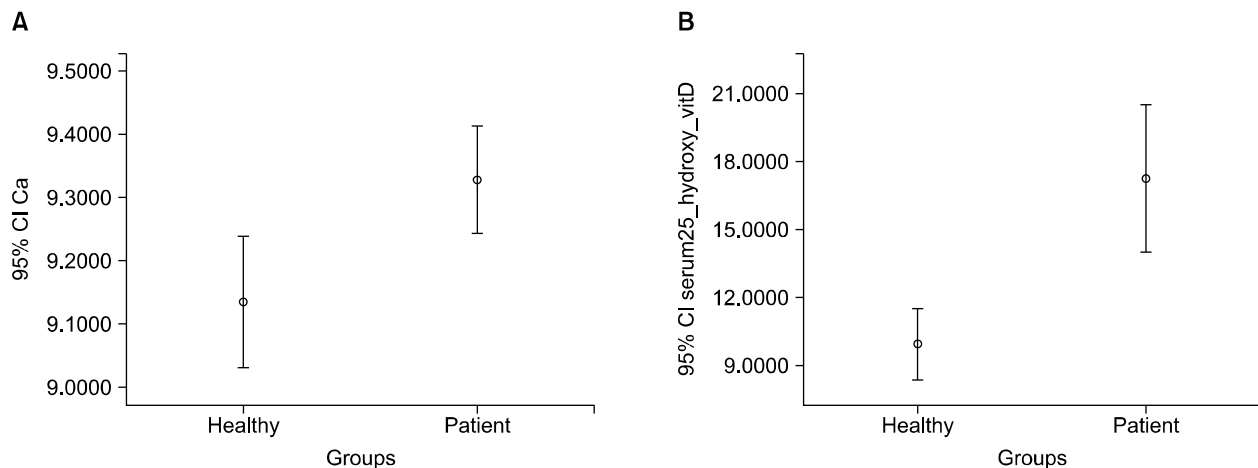 A
95% CI Ca
9.5000
9.4000
9.3000
9.2000
9.1000
9.0000
Healthy
Patient
Groups
B
95% CI serum25_hydroxy_vitD
21.0000
18.0000
15.0000
12.0000
9.0000
Healthy
Patient
Groups